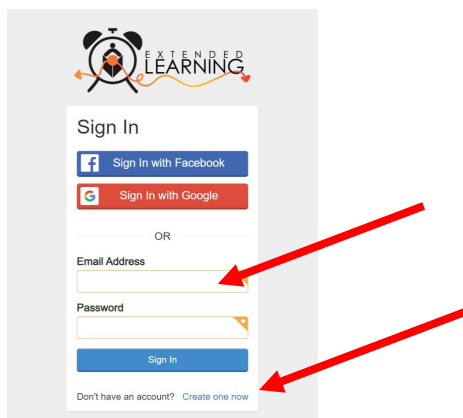 EXTENDED
LEARNING
Sign In
Sign In with Facebook
G Sign In with Google
OR
Email Address
Password
Sign In
Don't have an account? Create one now